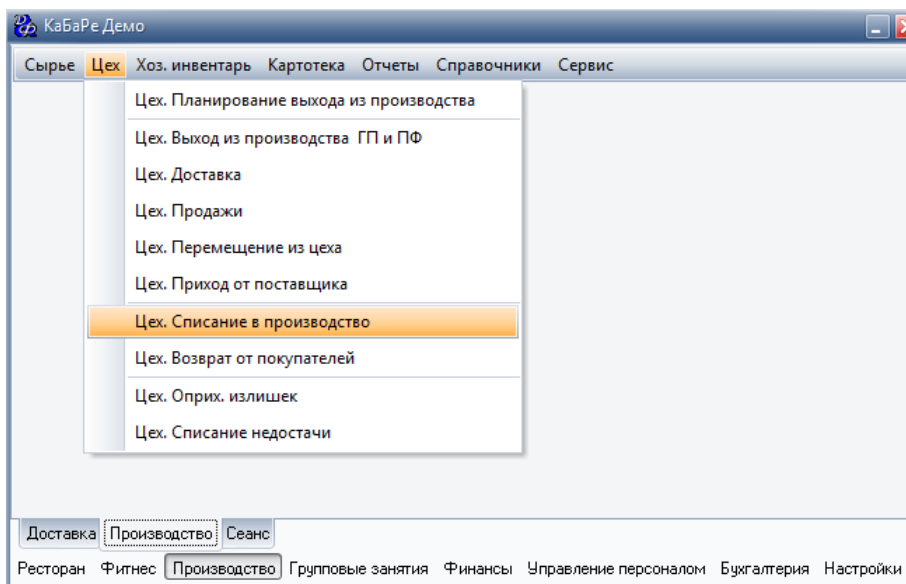 КаБаРе Демо
Сырье Цех Хоз. инвентарь Картотека Отчеты Справочники Сервис
Цех. Планирование выхода из производства
Цех. Выход из производства ГП и ПФ
Цех. Доставка
Цех. Продажи
Цех. Перемещение из цеха
Цех. Приход от поставщика
Цех. Списание в производство
Цех. Возврат от покупателей
Цех. Оприх. излишек
Цех. Списание недостачи
Доставка Производство Сеанс
Ресторан Фитнес Производство Групповые занятия Финансы Управление персоналом Бухгалтерия Настройки